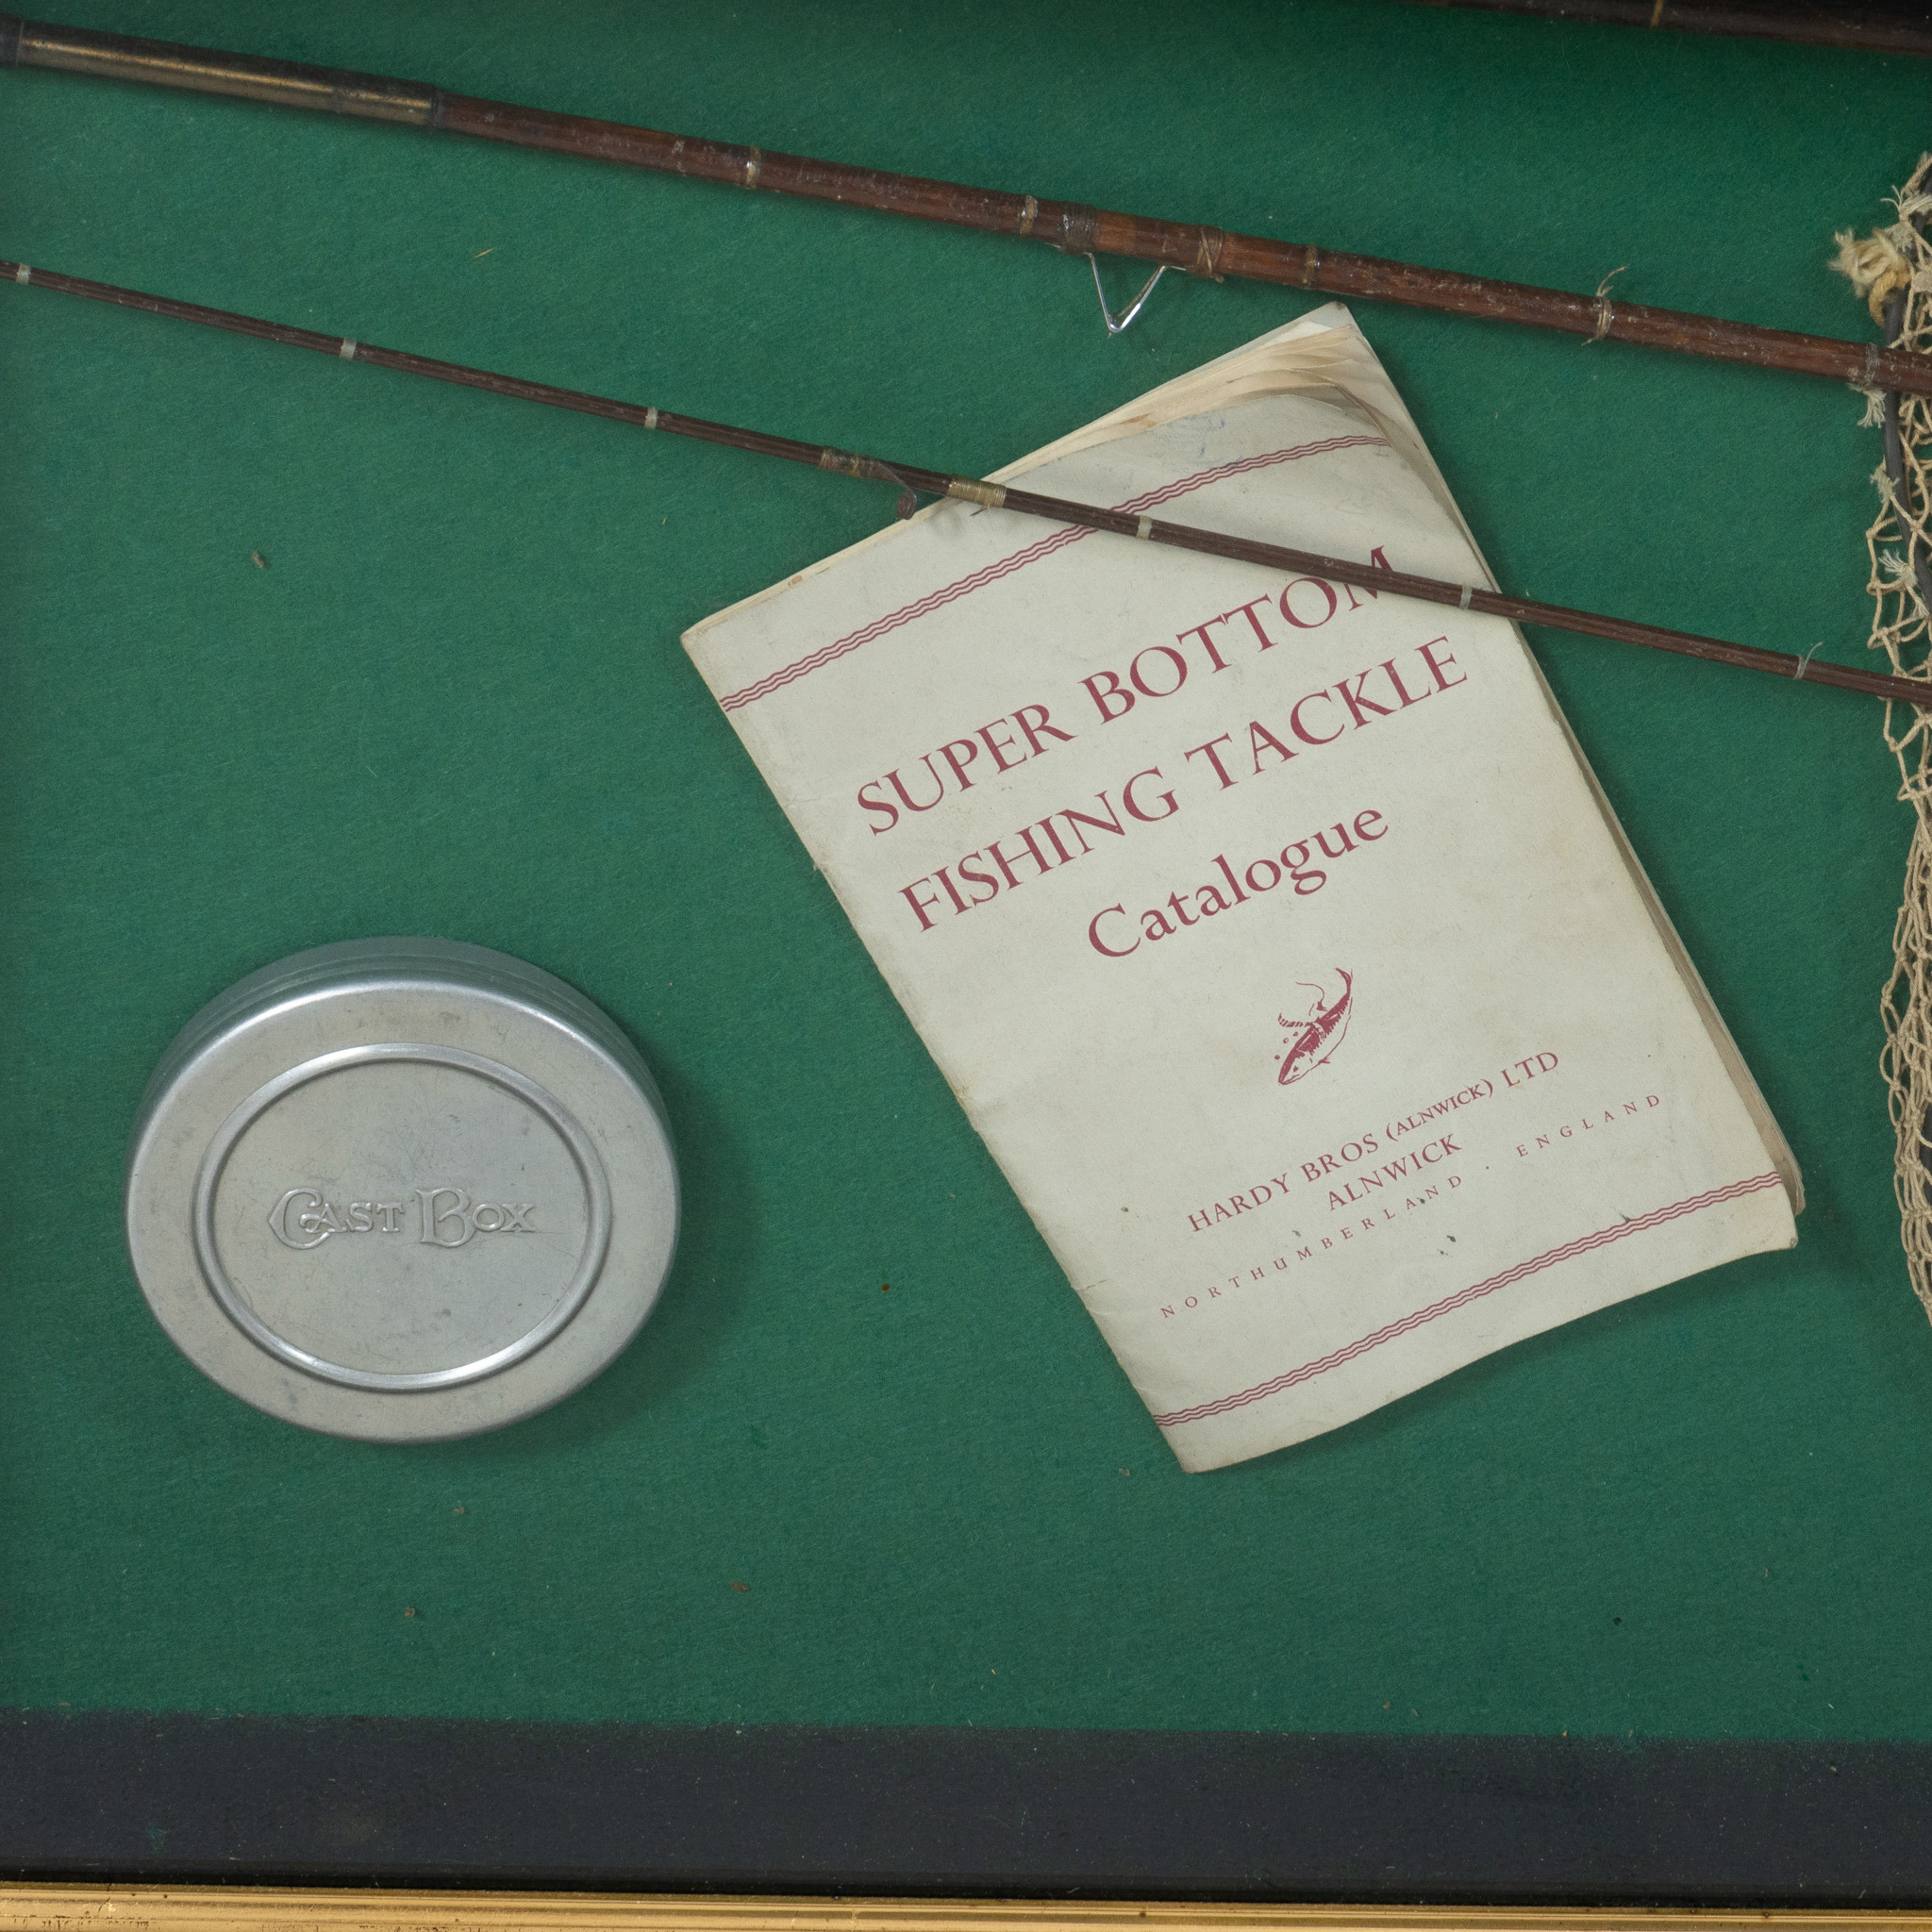 SUPER BOTTOM
FISHING TACKLE
Catalogue
HARDY BROS (ALNWICK) LTD
ALNWICK
NORTHUMBERLAND · ENGLAND
CAST BOX